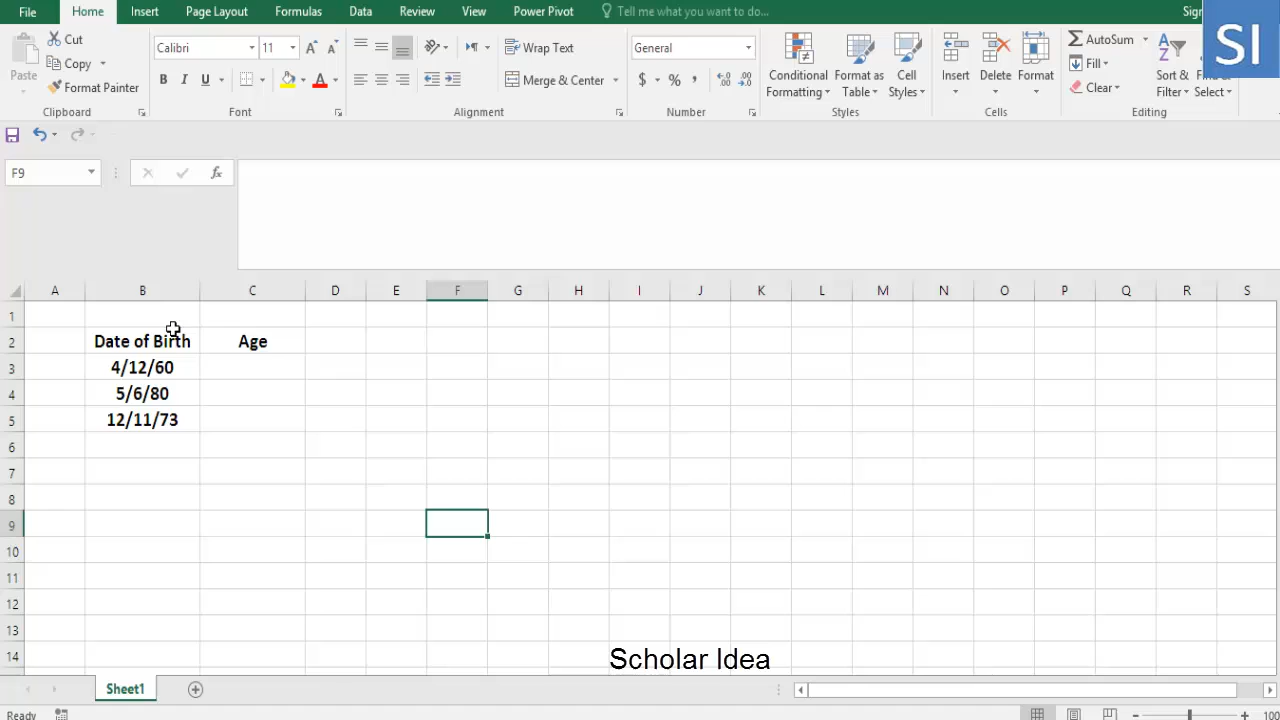 File Home Insert Page Layout Formulas Data Review View Power Pivot Tell me what you want to do... Sign
SI
Paste Cut
Copy
Format Painter
Calibri 11 A A
B I U A
Wrap Text
Merge & Center
General
$ % ,
Conditional Formatting
Format as Table
Cell Styles
Insert Delete Format
AutoSum
Fill
Clear
Sort & Filter
Select
Clipboard Font Alignment Number Styles Cells Editing
F9 fx
A B C D E F G H I J K L M N O P Q R S
1
2 Date of Birth Age
3 4/12/60
4 5/6/80
5 12/11/73
6
7
8
9
10
11
12
13
14
Scholar Idea
Sheet1
Ready 100